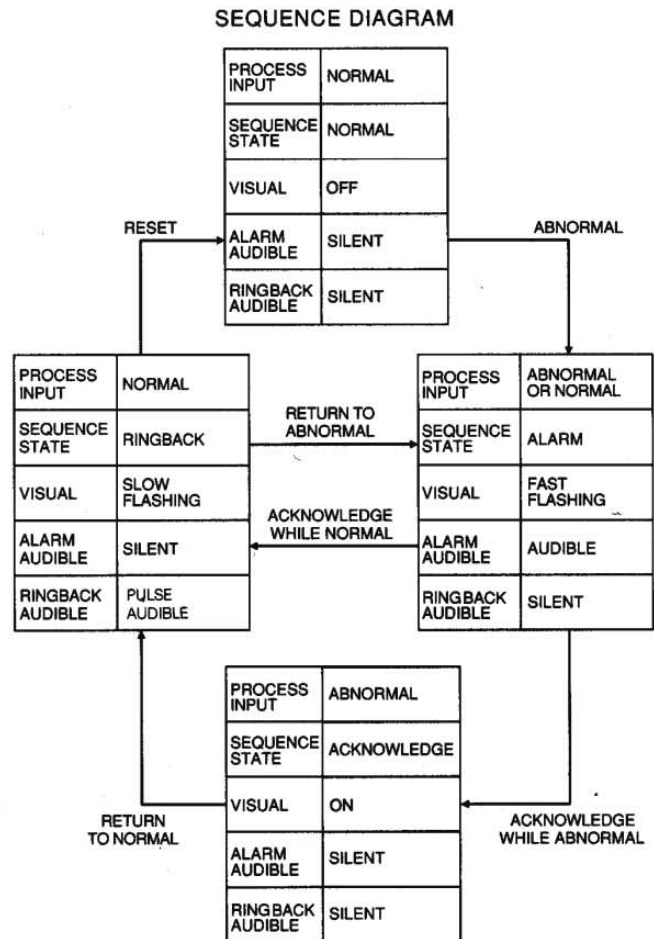 SEQUENCE DIAGRAM
PROCESS
INPUT
NORMAL
SEQUENCE
STATE
NORMAL
VISUAL
OFF
ALARM
AUDIBLE
SILENT
RINGBACK
AUDIBLE
SILENT
RESET
ABNORMAL
PROCESS
INPUT
NORMAL
SEQUENCE
STATE
RINGBACK
VISUAL
SLOW
FLASHING
ALARM
AUDIBLE
SILENT
RINGBACK
AUDIBLE
PULSE
AUDIBLE
RETURN TO
ABNORMAL
ACKNOWLEDGE
WHILE NORMAL
PROCESS
INPUT
ABNORMAL
OR NORMAL
SEQUENCE
STATE
ALARM
VISUAL
FAST
FLASHING
ALARM
AUDIBLE
AUDIBLE
RINGBACK
AUDIBLE
SILENT
PROCESS
INPUT
ABNORMAL
SEQUENCE
STATE
ACKNOWLEDGE
VISUAL
ON
ALARM
AUDIBLE
SILENT
RINGBACK
AUDIBLE
SILENT
RETURN
TO NORMAL
ACKNOWLEDGE
WHILE ABNORMAL